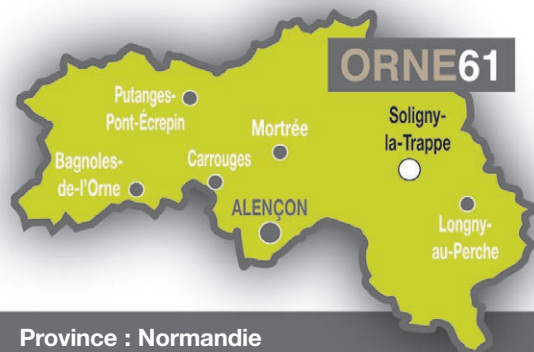 ORNE61
Putanges-
Pont-Écrepin
Mortrée
Soligny-
la-Trappe
Bagnoles-
de-l'Orne
Carrouges
ALENÇON
Longny-
au-Perche
Province : Normandie